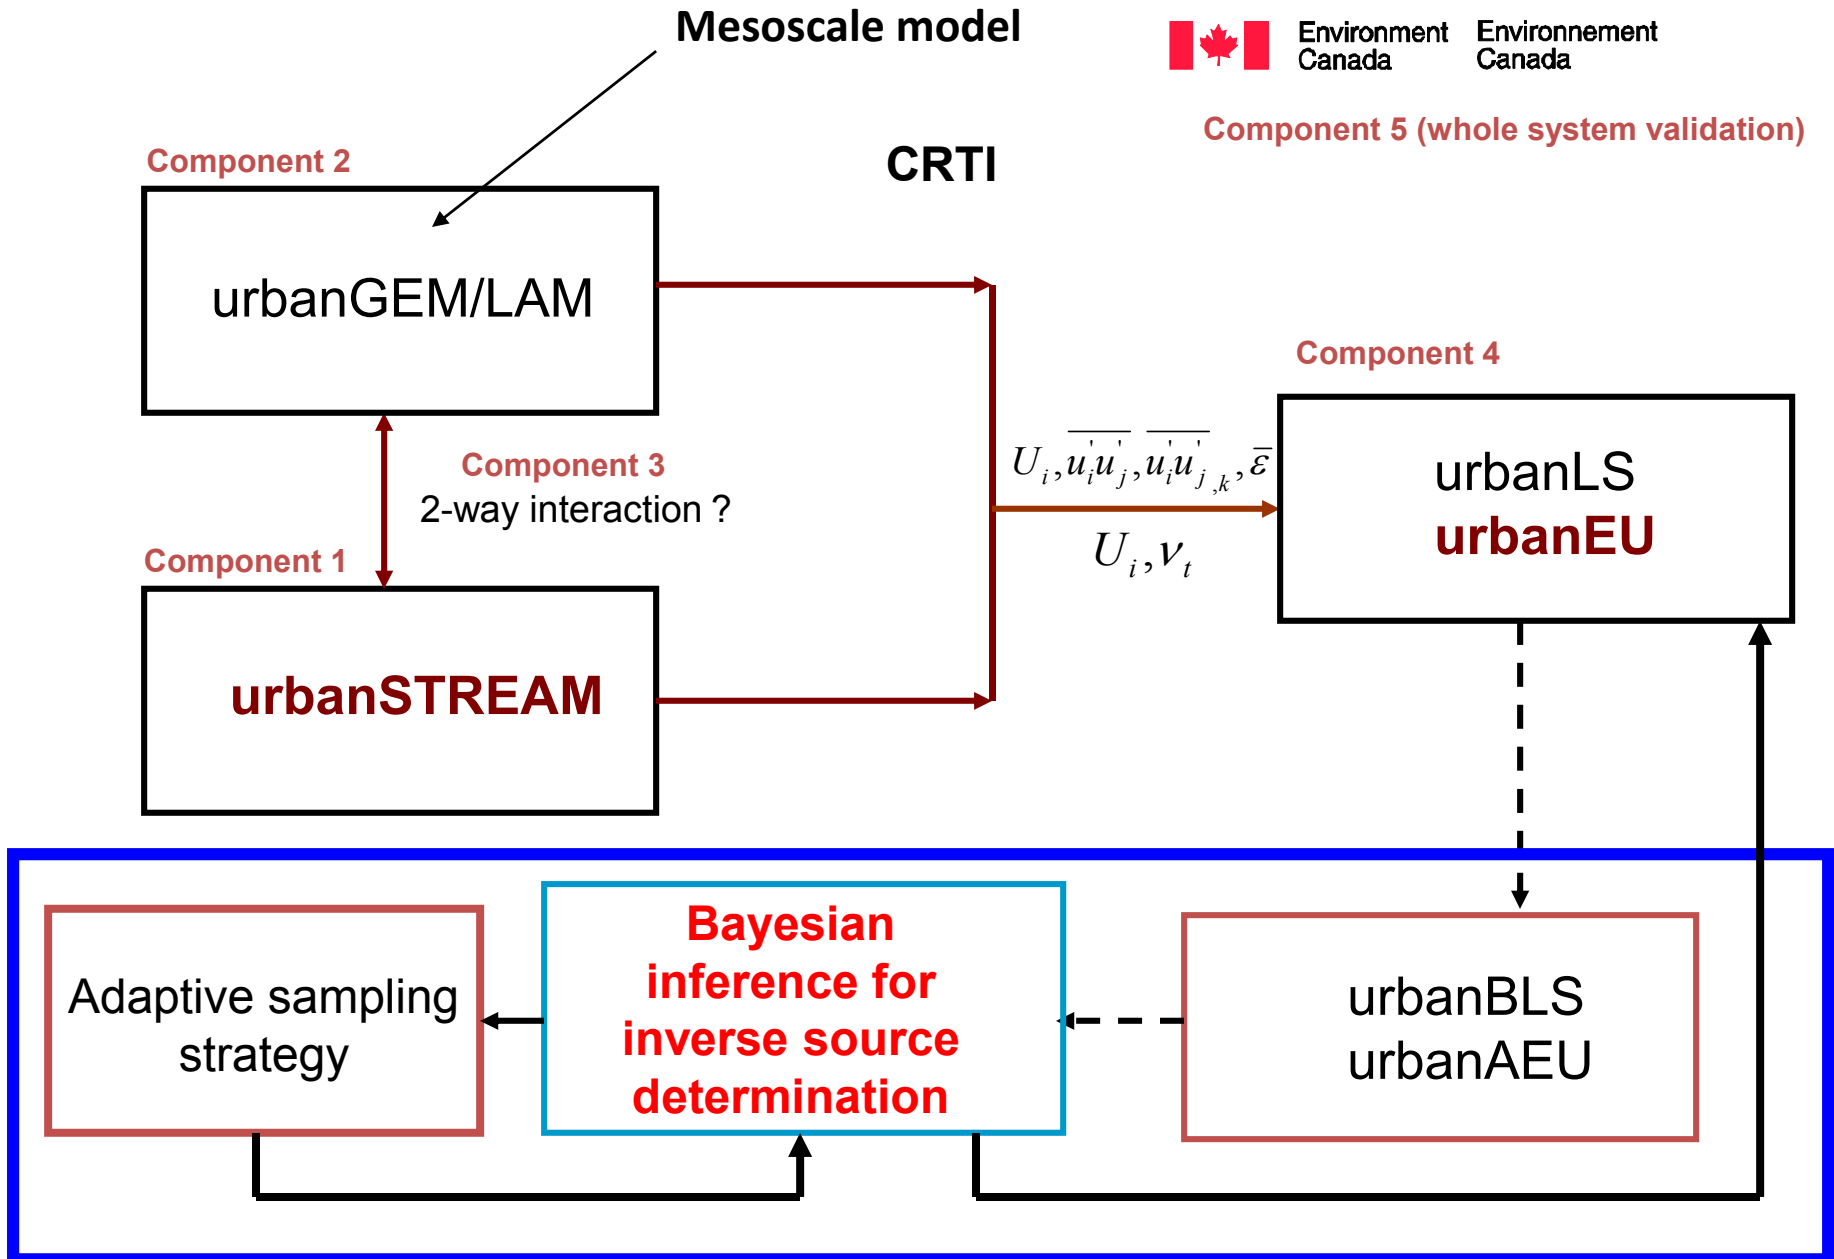 Mesoscale model
Environment Environnement
Canada Canada
Component 5 (whole system validation)
Component 2
CRTI
urbanGEM/LAM
Component 4
Component 3
2-way interaction ?
U_i, \overline{u_i' u_j'}, \overline{u_i' u_j'}_{,k}, \overline{ε}
U_i, ν_t
urbanLS
urbanEU
Component 1
urbanSTREAM
Adaptive sampling
strategy
Bayesian
inference for
inverse source
determination
urbanBLS
urbanAEU